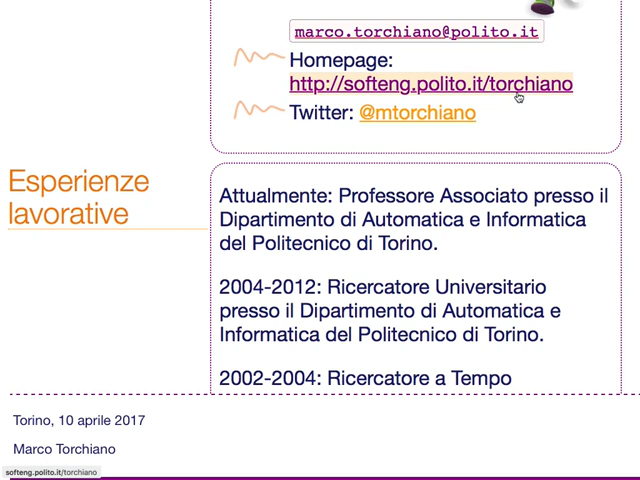 marco.torchiano@polito.it
Homepage:
http://softeng.polito.it/torchiano
Twitter: @mtorchiano
Esperienze
lavorative
Attualmente: Professore Associato presso il
Dipartimento di Automatica e Informatica
del Politecnico di Torino.
2004-2012: Ricercatore Universitario
presso il Dipartimento di Automatica e
Informatica del Politecnico di Torino.
2002-2004: Ricercatore a Tempo
Torino, 10 aprile 2017
Marco Torchiano
softeng.polito.it/torchiano